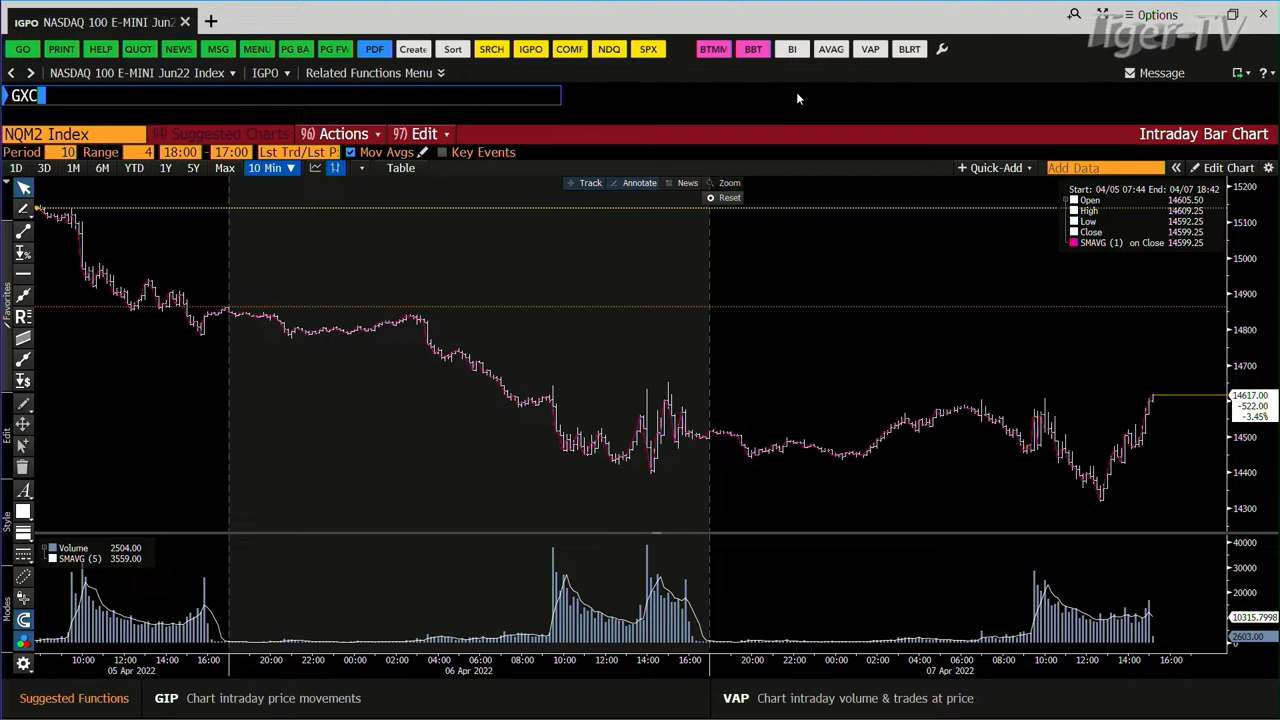 IGPO NASDAQ 100 E-MINI Jun2
Options
Tiger-TV
GO PRINT HELP QUOT NEWS MSG MENU PG BA PG FW PDF Create Sort SRCH IGPO COMP NDQ SPX BTMM BBT BI AVAG VAP BLRT
NASDAQ 100 E-MINI Jun22 Index IGPO Related Functions Menu Message
GXC
NQM2 Index 94) Suggested Charts 96) Actions 97) Edit Intraday Bar Chart
Period 10 Range 4 18:00 - 17:00 Lst Trd/Lst P Mov Avgs Key Events
1D 3D 1M 6M YTD 1Y 5Y Max 10 Min Table Quick-Add Add Data Edit Chart
Track Annotate News Zoom
Reset
Start: 04/05 07:44 End: 04/07 18:42
Open 14605.50
High 14609.25
Low 14592.25
Close 14599.25
SMAVG (1) on Close 14599.25
15200
15100
15000
14900
14800
14700
14617.00
-522.00
-3.45%
14500
14400
14300
Favorites
Edit
Style
Modes
Volume 2504.00
SMAVG (5) 3559.00
40000
30000
20000
10315.7998
2603.00
0
10:00 12:00 14:00 16:00 20:00 22:00 00:00 02:00 04:00 06:00 08:00 10:00 12:00 14:00 16:00 20:00 22:00 00:00 02:00 04:00 06:00 08:00 10:00 12:00 14:00 16:00
05 Apr 2022 06 Apr 2022 07 Apr 2022
Suggested Functions GIP Chart intraday price movements VAP Chart intraday volume & trades at price